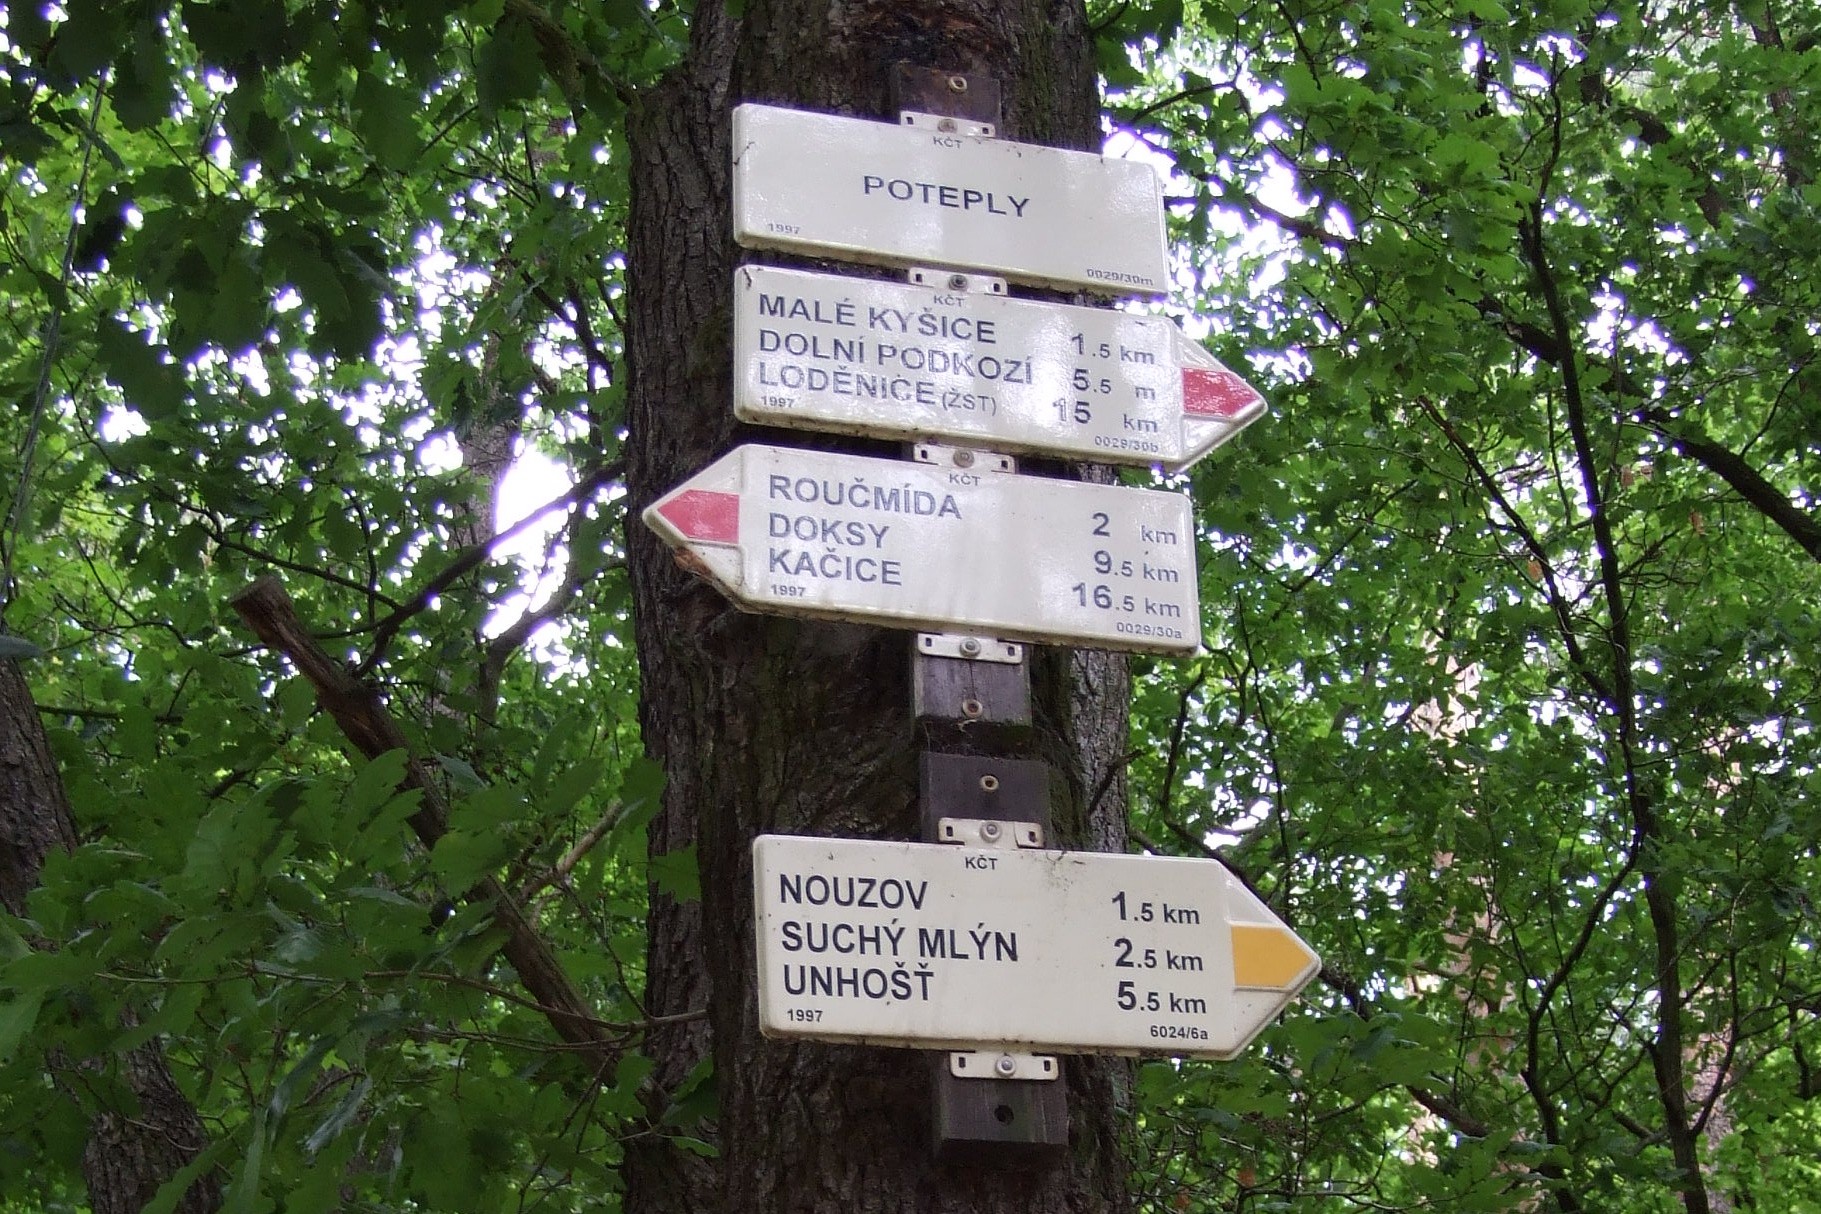 KČT
POTEPLY
1997
0029/30m
KČT
MALÉ KYŠICE 1.5 km
DOLNÍ PODKOZÍ 5.5 m
LODĚNICE (ŽST) 15 km
1997
0029/30b
KČT
ROUČMÍDA 2 km
DOKSY 9.5 km
KAČICE 16.5 km
1997
0029/30a
KČT
NOUZOV 1.5 km
SUCHÝ MLÝN 2.5 km
UNHOŠŤ 5.5 km
1997
6024/6a